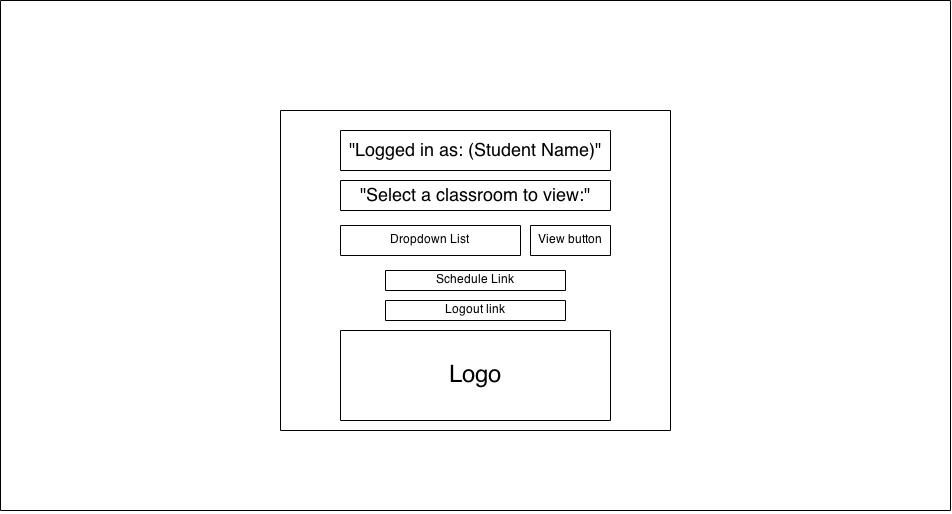 "Logged in as: (Student Name)"
"Select a classroom to view:"
Dropdown List
View button
Schedule Link
Logout link
Logo